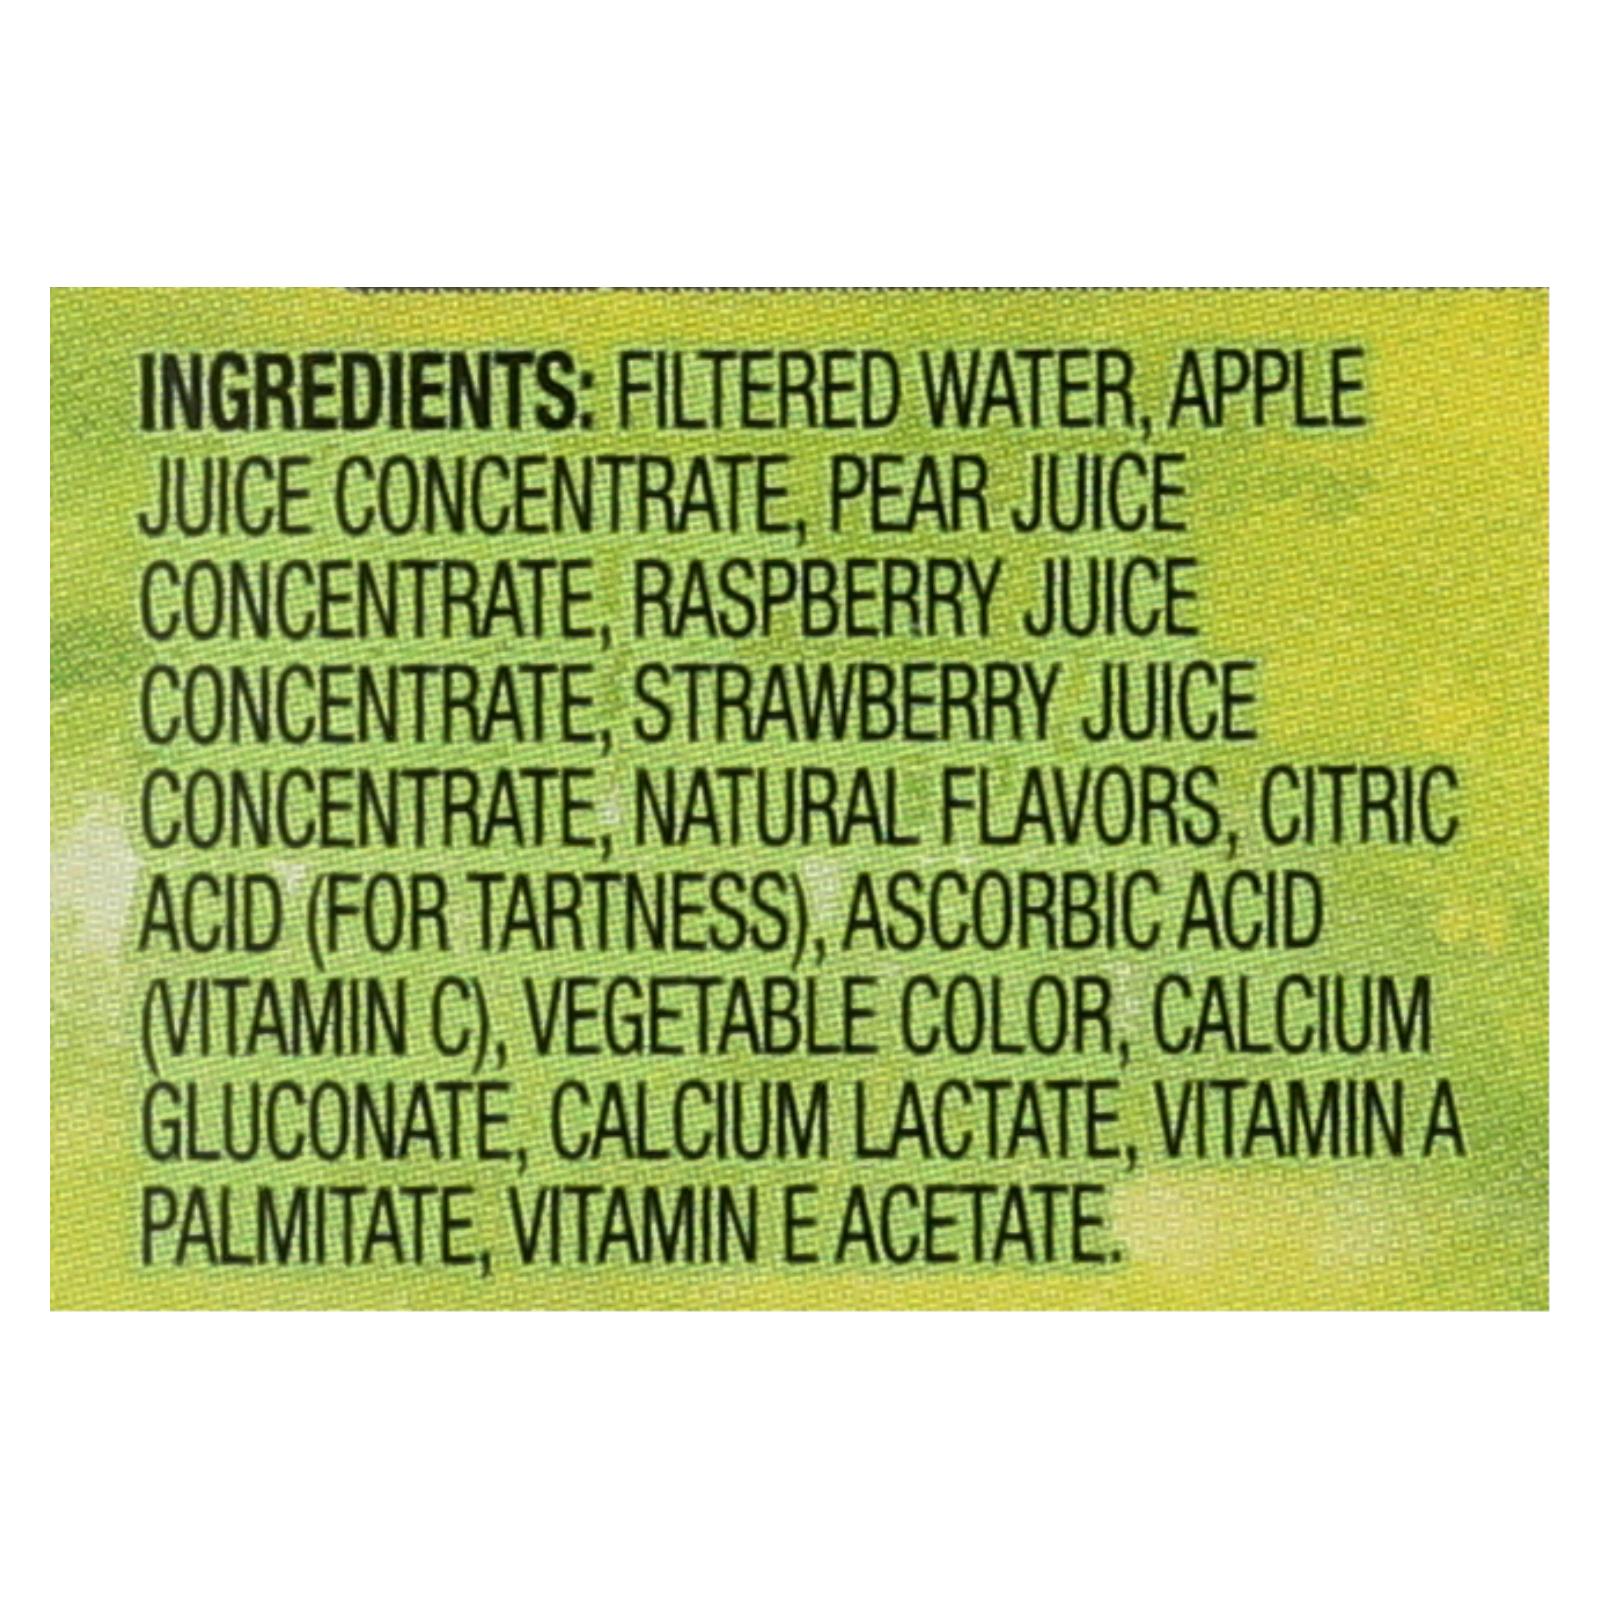 INGREDIENTS: FILTERED WATER, APPLE
JUICE CONCENTRATE, PEAR JUICE
CONCENTRATE, RASPBERRY JUICE
CONCENTRATE, STRAWBERRY JUICE
CONCENTRATE, NATURAL FLAVORS, CITRIC
ACID (FOR TARTNESS), ASCORBIC ACID
(VITAMIN C), VEGETABLE COLOR, CALCIUM
GLUCONATE, CALCIUM LACTATE, VITAMIN A
PALMITATE, VITAMIN E ACETATE.